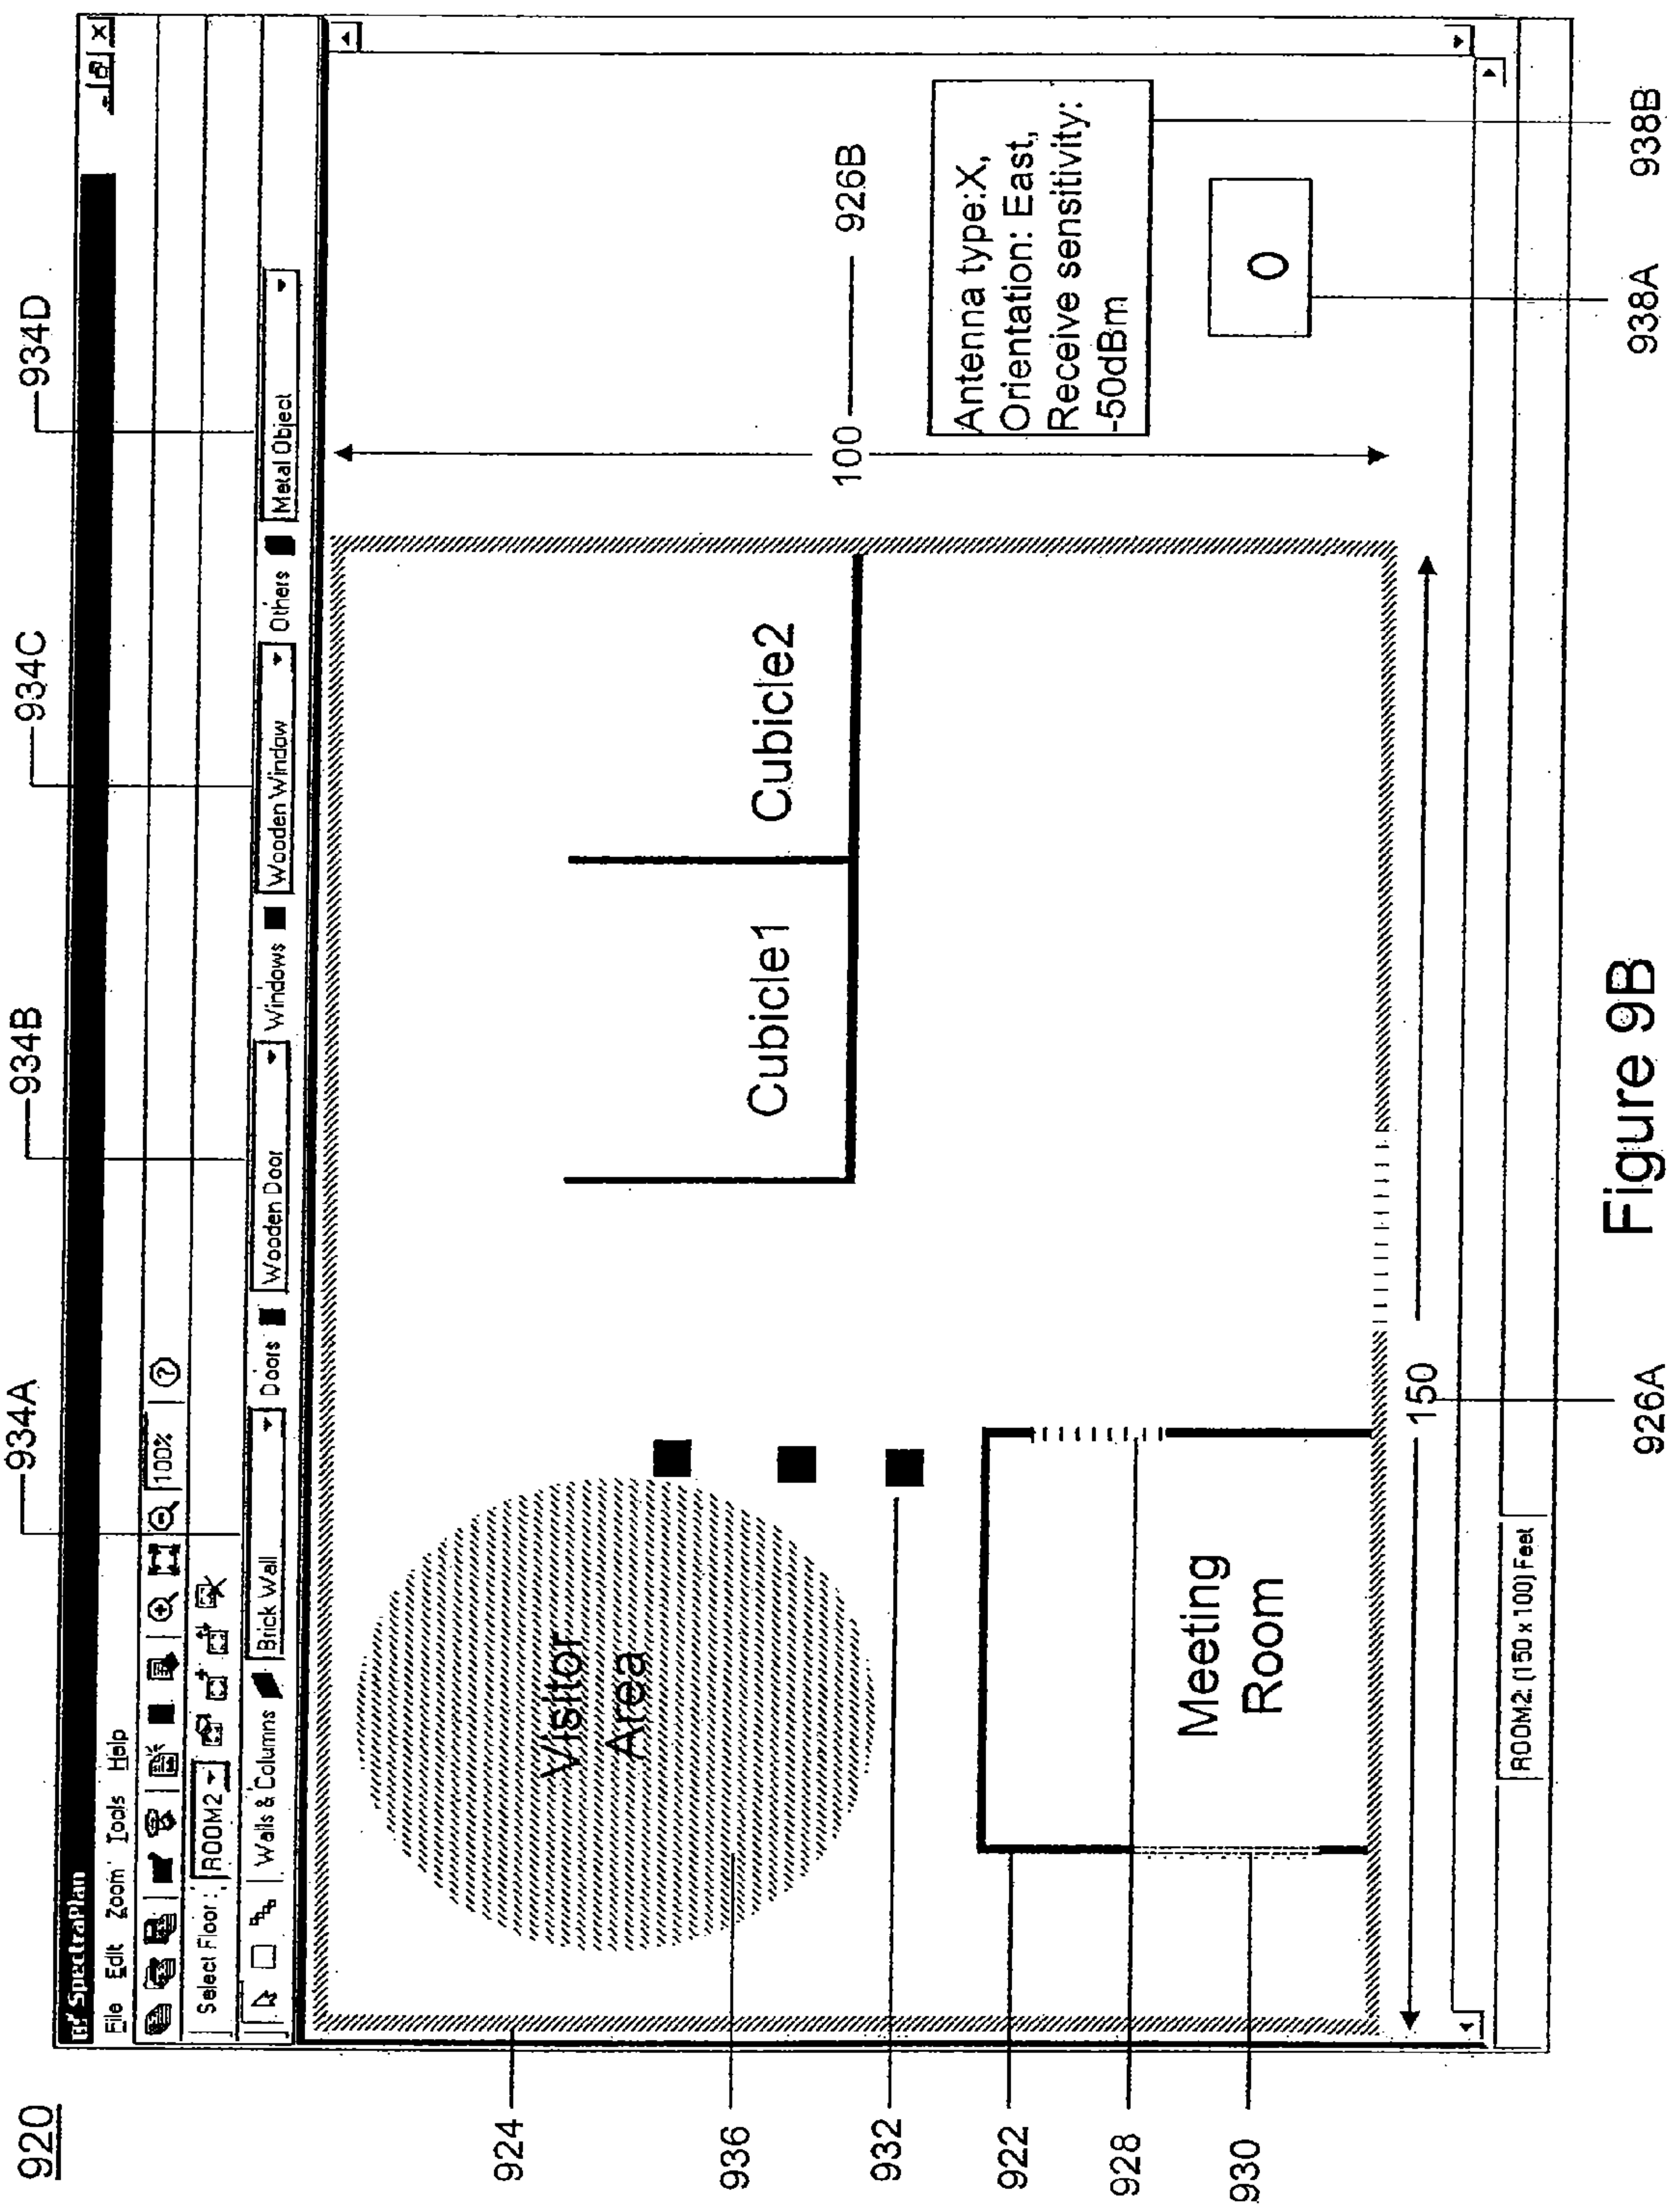 920
934A
934B
934C
934D
SpectraPlan
File Edit Zoom Tools Help
100%
Select Floor : ROOM2
Walls & Columns Brick Wall Doors Wooden Door Windows Wooden Window Others Metal Object
924
936
932
922
928
930
Visitor
Area
Cubicle1
Cubicle2
Meeting
Room
100
926B
Antenna type:X,
Orientation: East,
Receive sensitivity:
-50dBm
O
150
ROOM2: (150 x 100) Feet
926A
938A
938B
Figure 9B